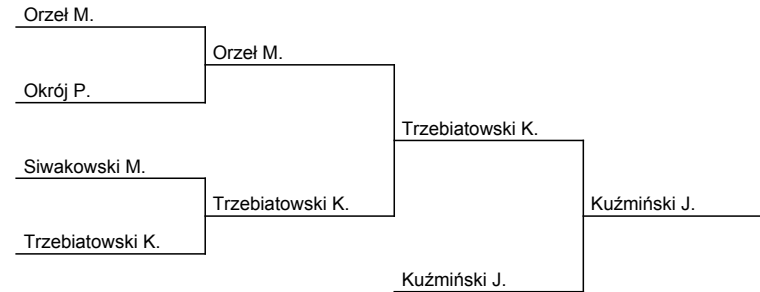 Orzeł M.
Orzeł M.
Okrój P.
Trzebiatowski K.
Siwakowski M.
Trzebiatowski K.
Kuźmiński J.
Trzebiatowski K.
Kuźmiński J.